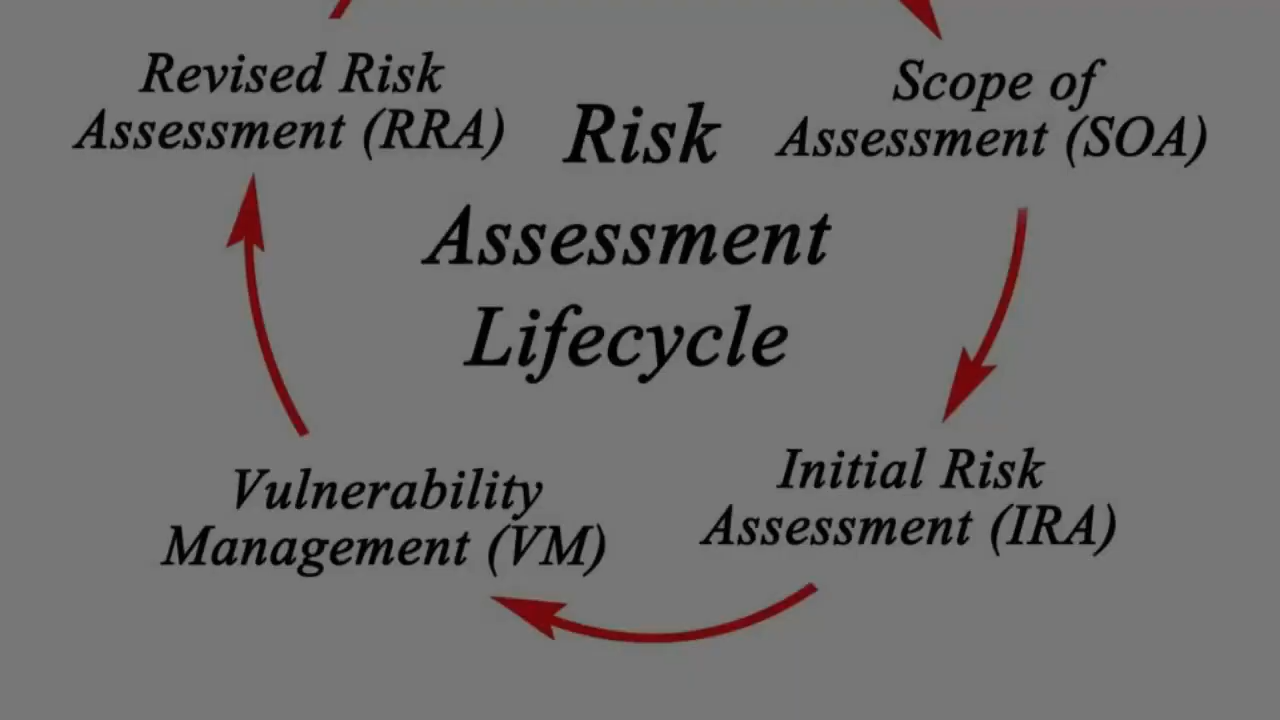 Revised Risk
Assessment (RRA)
Scope of
Assessment (SOA)
Risk
Assessment
Lifecycle
Vulnerability
Management (VM)
Initial Risk
Assessment (IRA)